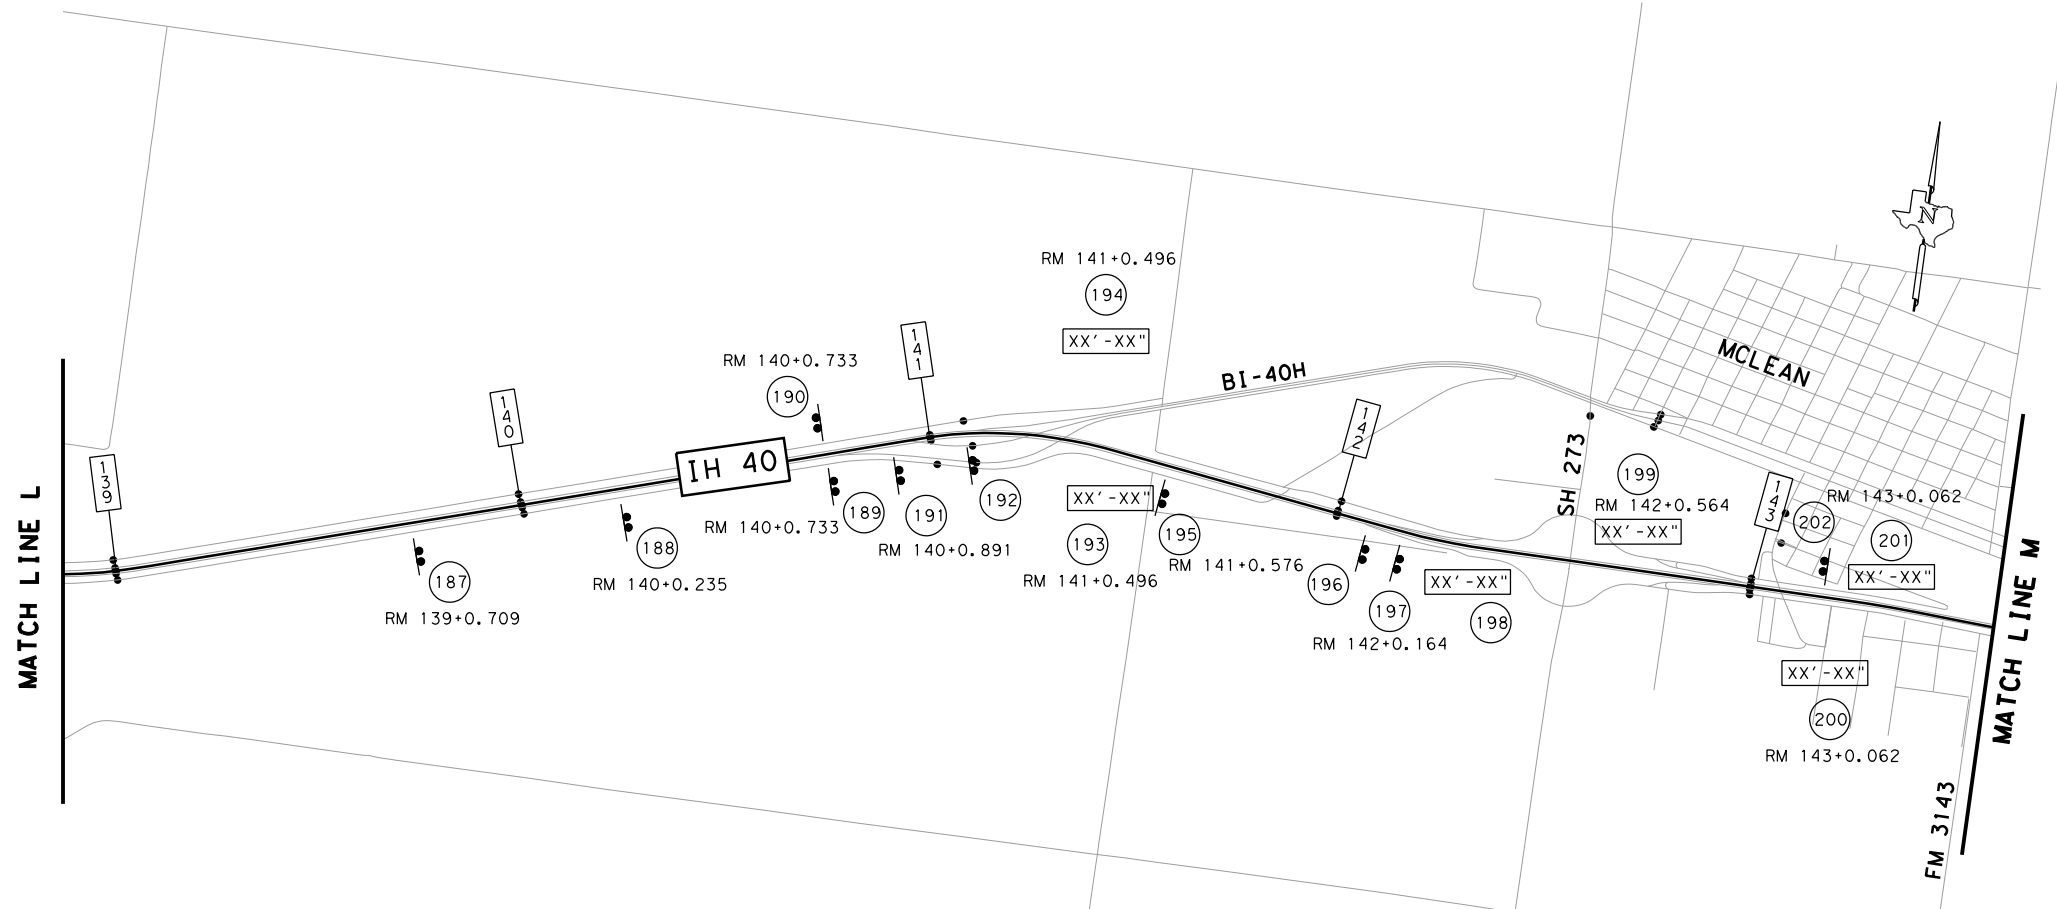 RM 141+0.496
194
XX'-XX"
N
MCLEAN
BI-40H
RM 140+0.733
190
141
140
142
139
IH 40
SH 273
199
RM 142+0.564
XX'-XX"
143
RM 143+0.062
202
201
XX'-XX"
192
189
191
RM 140+0.733
RM 140+0.891
XX'-XX"
193
RM 141+0.496
195
RM 141+0.576
188
RM 140+0.235
187
RM 139+0.709
196
197
RM 142+0.164
XX'-XX"
198
XX'-XX"
200
RM 143+0.062
MATCH LINE L
MATCH LINE M
FM 3143